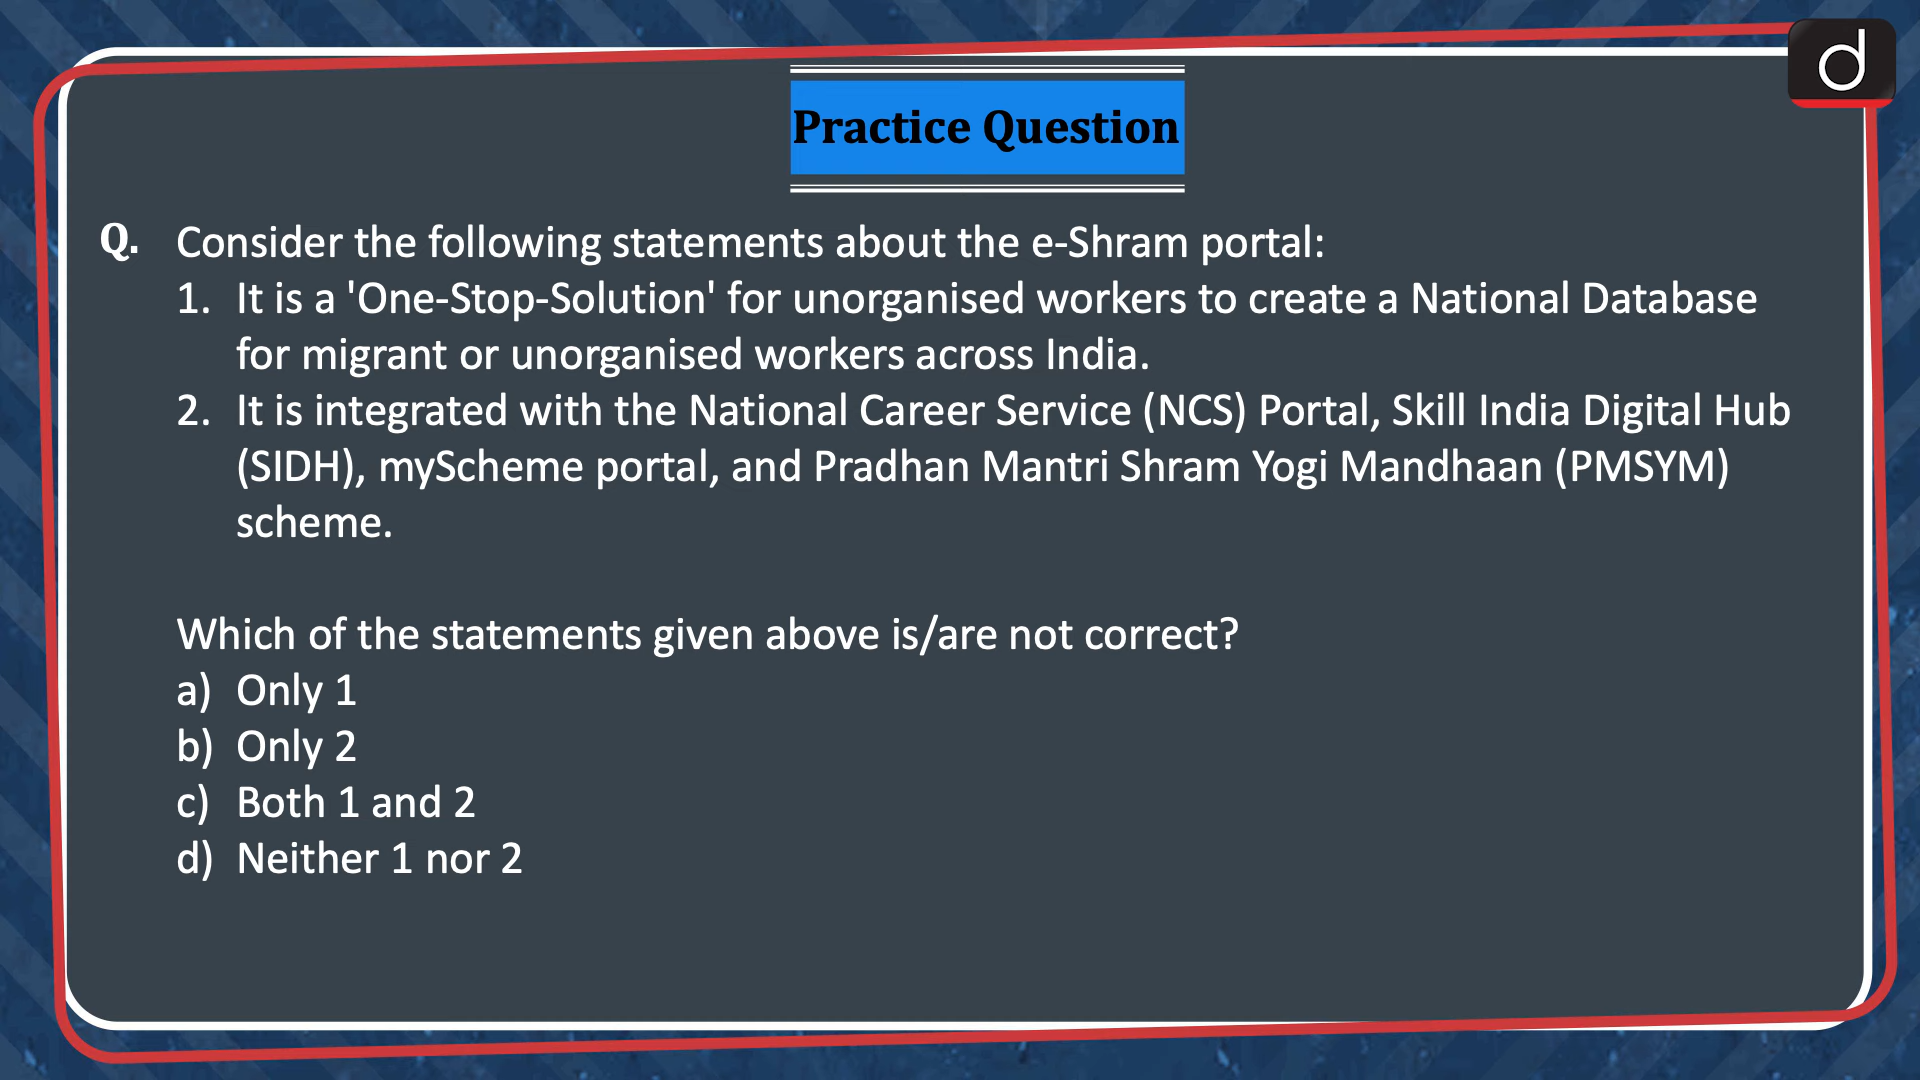 d
Practice Question
Q. Consider the following statements about the e-Shram portal:
1. It is a 'One-Stop-Solution' for unorganised workers to create a National Database
for migrant or unorganised workers across India.
2. It is integrated with the National Career Service (NCS) Portal, Skill India Digital Hub
(SIDH), myScheme portal, and Pradhan Mantri Shram Yogi Mandhaan (PMSYM)
scheme.
Which of the statements given above is/are not correct?
a) Only 1
b) Only 2
c) Both 1 and 2
d) Neither 1 nor 2